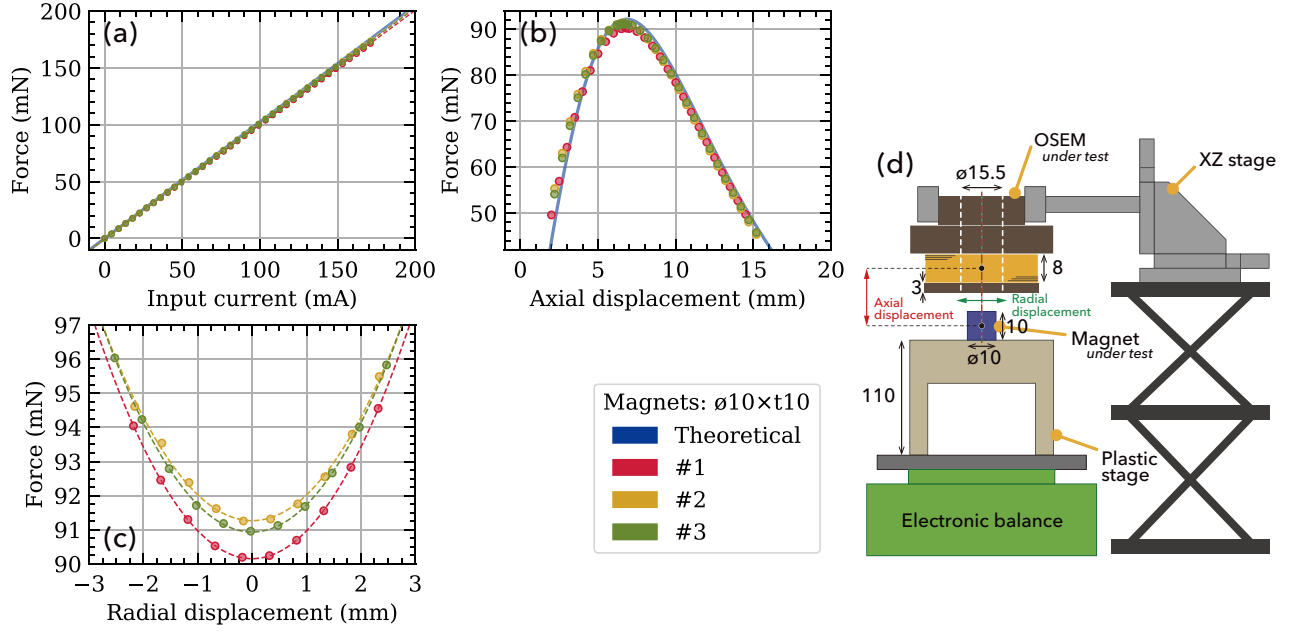 (a)
Force (mN)
200
150
100
50
0
0
50
100
150
200
Input current (mA)
(b)
Force (mN)
90
80
70
60
50
0
5
10
15
20
Axial displacement (mm)
(c)
Force (mN)
97
96
95
94
93
92
91
90
−3
−2
−1
0
1
2
3
Radial displacement (mm)
Magnets: ø10×t10
Theoretical
#1
#2
#3
(d)
OSEM
under test
XZ stage
ø15.5
8
3
Axial
displacement
Radial
displacement
10
Magnet
under test
ø10
110
Plastic
stage
Electronic balance